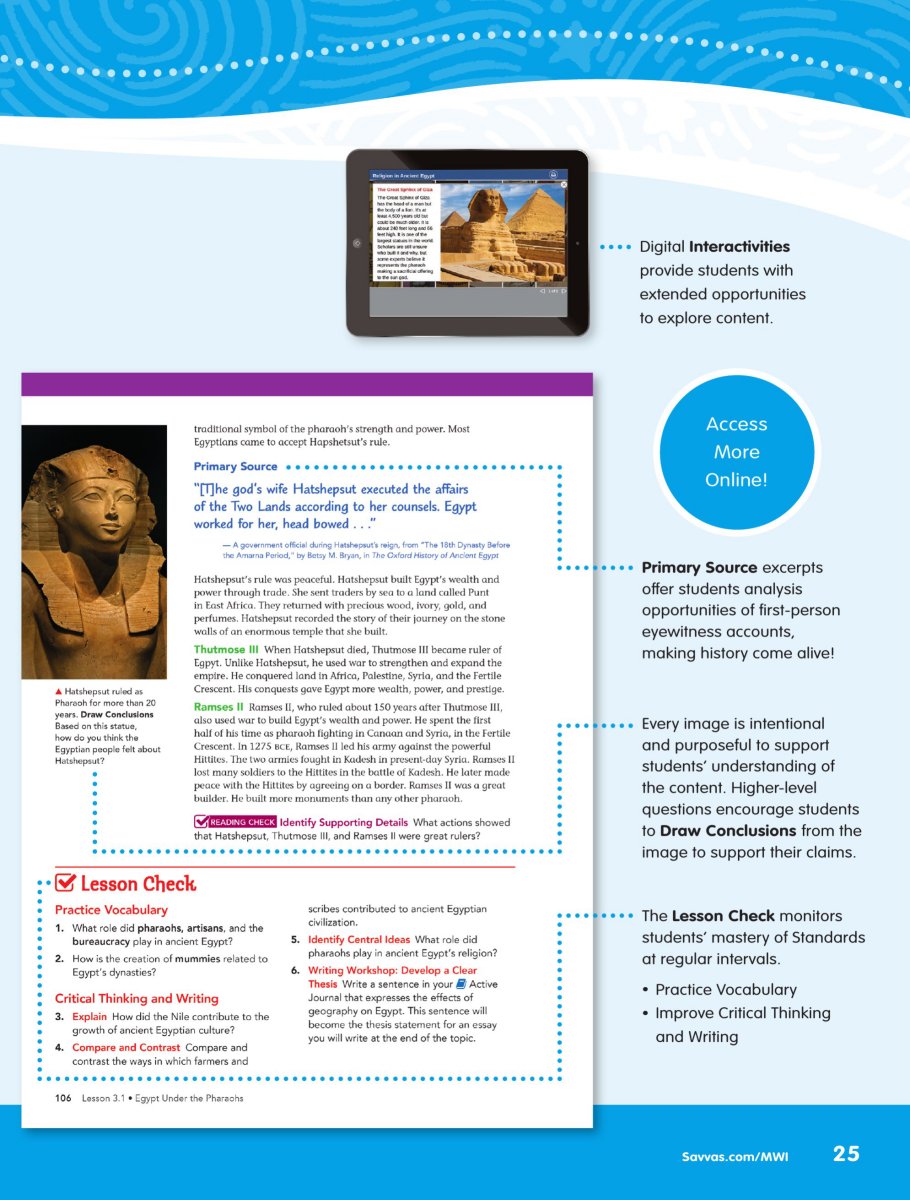 Religion in Ancient Egypt
The Great Sphinx of Giza
The Great Sphinx of Giza
has the head of a man but
the body of a lion. It's at
least 4,500 years old but
could be much older. It is
about 240 feet long and 66
feet high. It is one of the
largest statues in the world.
Scholars are still unsure
who built it and why, but
some experts believe it
represents the pharaoh
making a sacrificial offering
to the sun god.
Digital Interactivities
provide students with
extended opportunities
to explore content.
Access
More
Online!
traditional symbol of the pharaoh's strength and power. Most
Egyptians came to accept Hapshetsut's rule.
Primary Source
"[T]he god's wife Hatshepsut executed the affairs
of the Two Lands according to her counsels. Egypt
worked for her, head bowed . . ."
— A government official during Hatshepsut's reign, from "The 18th Dynasty Before
the Amarna Period," by Betsy M. Bryan, in The Oxford History of Ancient Egypt
Hatshepsut's rule was peaceful. Hatshepsut built Egypt's wealth and
power through trade. She sent traders by sea to a land called Punt
in East Africa. They returned with precious wood, ivory, gold, and
perfumes. Hatshepsut recorded the story of their journey on the stone
walls of an enormous temple that she built.
Thutmose III When Hatshepsut died, Thutmose III became ruler of
Egpyt. Unlike Hatshepsut, he used war to strengthen and expand the
empire. He conquered land in Africa, Palestine, Syria, and the Fertile
Crescent. His conquests gave Egypt more wealth, power, and prestige.
Ramses II Ramses II, who ruled about 150 years after Thutmose III,
also used war to build Egypt's wealth and power. He spent the first
half of his time as pharaoh fighting in Canaan and Syria, in the Fertile
Crescent. In 1275 BCE, Ramses II led his army against the powerful
Hittites. The two armies fought in Kadesh in present-day Syria. Ramses II
lost many soldiers to the Hittites in the battle of Kadesh. He later made
peace with the Hittites by agreeing on a border. Ramses II was a great
builder. He built more monuments than any other pharaoh.
READING CHECK Identify Supporting Details What actions showed
that Hatshepsut, Thutmose III, and Ramses II were great rulers?
▲ Hatshepsut ruled as
Pharaoh for more than 20
years. Draw Conclusions
Based on this statue,
how do you think the
Egyptian people felt about
Hatshepsut?
Primary Source excerpts
offer students analysis
opportunities of first-person
eyewitness accounts,
making history come alive!
Every image is intentional
and purposeful to support
students' understanding of
the content. Higher-level
questions encourage students
to Draw Conclusions from the
image to support their claims.
Lesson Check
Practice Vocabulary
1. What role did pharaohs, artisans, and the
bureaucracy play in ancient Egypt?
2. How is the creation of mummies related to
Egypt's dynasties?
Critical Thinking and Writing
3. Explain How did the Nile contribute to the
growth of ancient Egyptian culture?
4. Compare and Contrast Compare and
contrast the ways in which farmers and
scribes contributed to ancient Egyptian
civilization.
5. Identify Central Ideas What role did
pharaohs play in ancient Egypt's religion?
6. Writing Workshop: Develop a Clear
Thesis Write a sentence in your Active
Journal that expresses the effects of
geography on Egypt. This sentence will
become the thesis statement for an essay
you will write at the end of the topic.
The Lesson Check monitors
students' mastery of Standards
at regular intervals.
• Practice Vocabulary
• Improve Critical Thinking
and Writing
106 Lesson 3.1 • Egypt Under the Pharaohs
Savvas.com/MWI 25